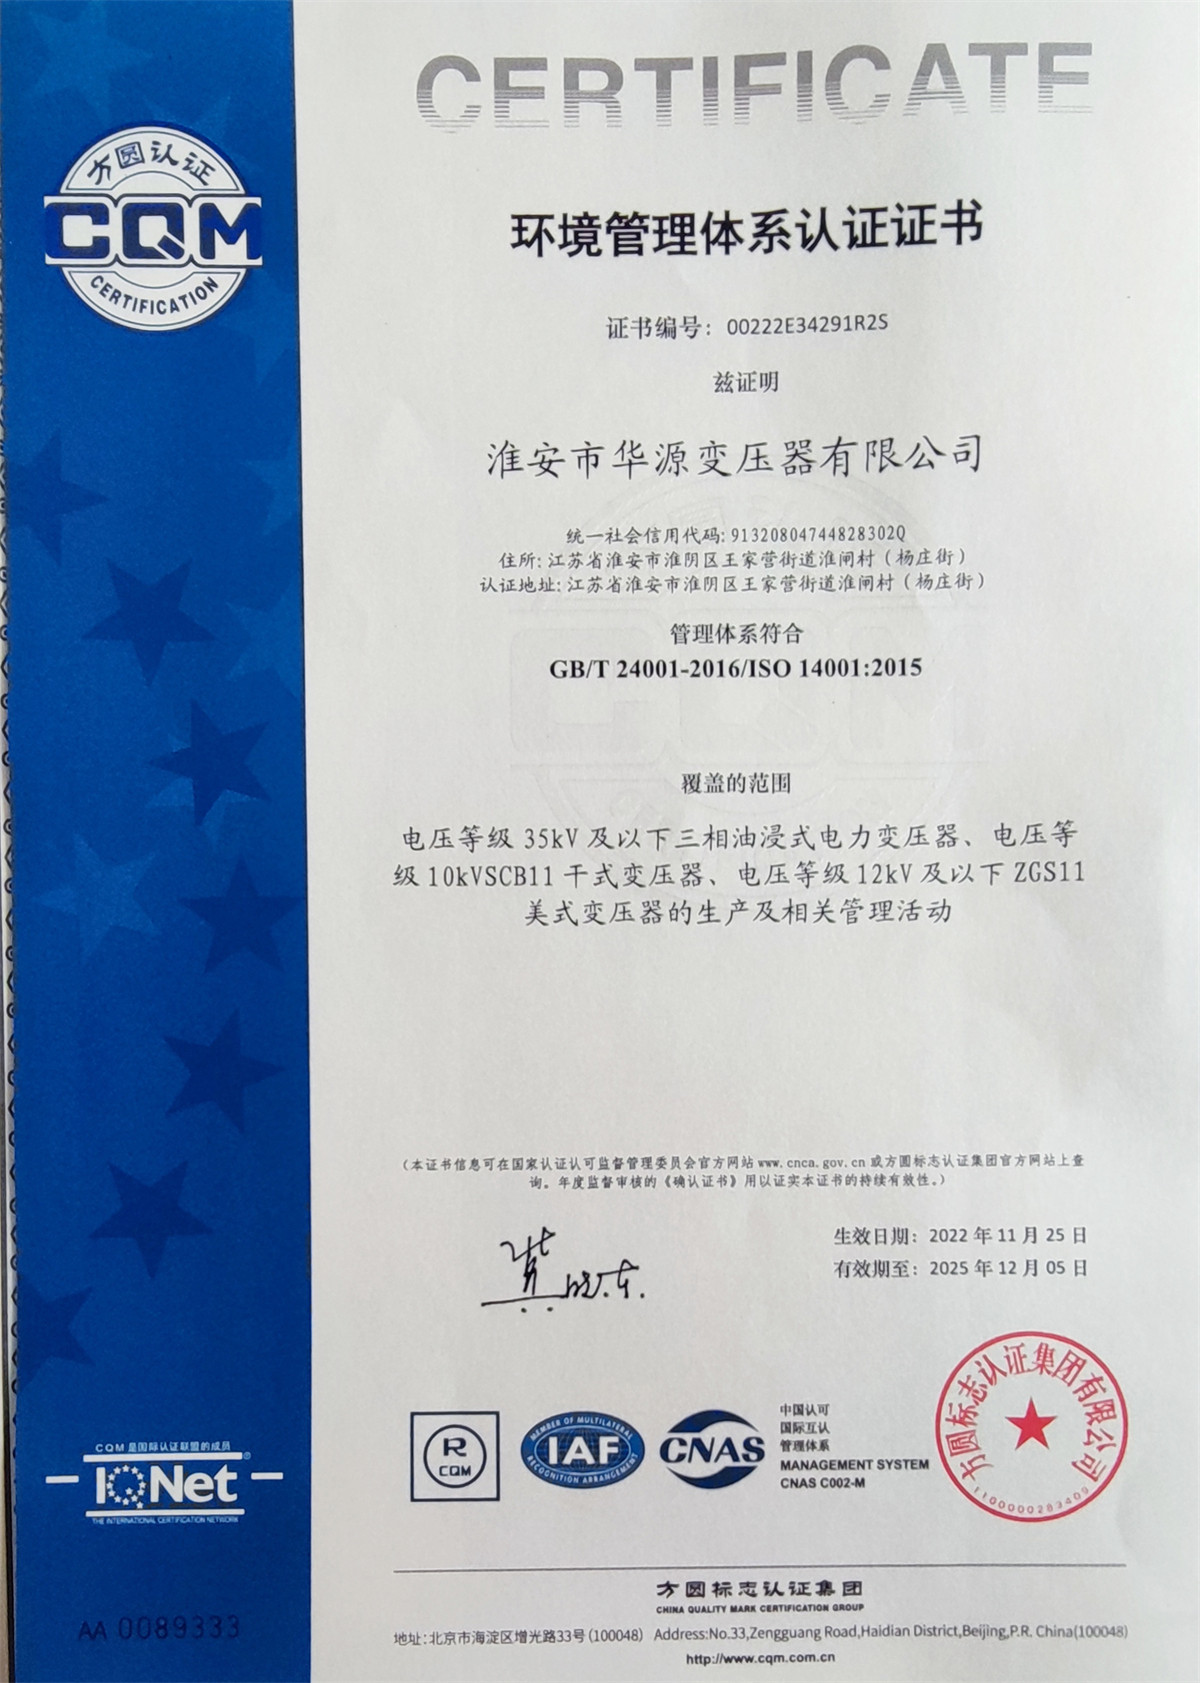 CERTIFICATE
方圆认证
CQM
CERTIFICATION
环境管理体系认证证书
证书编号：00222E34291R2S
兹证明
淮安市华源变压器有限公司
统一社会信用代码:91320804744828302Q
住所:江苏省淮安市淮阴区王家营街道淮闸村（杨庄街）
认证地址:江苏省淮安市淮阴区王家营街道淮闸村（杨庄街）
管理体系符合
GB/T 24001-2016/ISO 14001:2015
覆盖的范围
电压等级 35kV 及以下三相油浸式电力变压器、电压等
级 10kVSCB11 干式变压器、电压等级 12kV 及以下 ZGS11
美式变压器的生产及相关管理活动
（本证书信息可在国家认证认可监督管理委员会官方网站 www.cnca.gov.cn 或方圆标志认证集团官方网站上查
询。年度监督审核的《确认证书》用以证实本证书的持续有效性。）
生效日期：2022 年 11 月 25 日
有效期至：2025 年 12 月 05 日
R
CQM
MEMBER OF MULTILATERAL
IAF
RECOGNITION ARRANGEMENT
CNAS
中国认可
国际互认
管理体系
MANAGEMENT SYSTEM
CNAS C002-M
方圆标志认证集团有限公司
1100000283409
CQM 是国际认证联盟的成员
IQNet®
THE INTERNATIONAL CERTIFICATION NETWORK
AA 0089333
方圆标志认证集团
CHINA QUALITY MARK CERTIFICATION GROUP
地址:北京市海淀区增光路33号(100048) Address:No.33,Zengguang Road,Haidian District,Beijing,P.R. China(100048)
http://www.cqm.com.cn